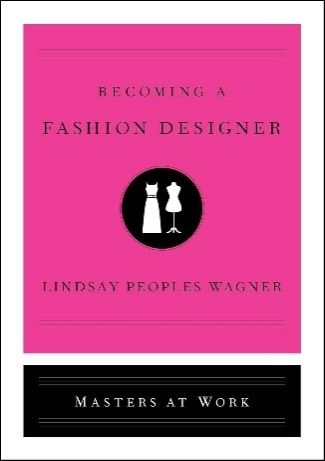 BECOMING A
FASHION DESIGNER
LINDSAY PEOPLES WAGNER
MASTERS AT WORK